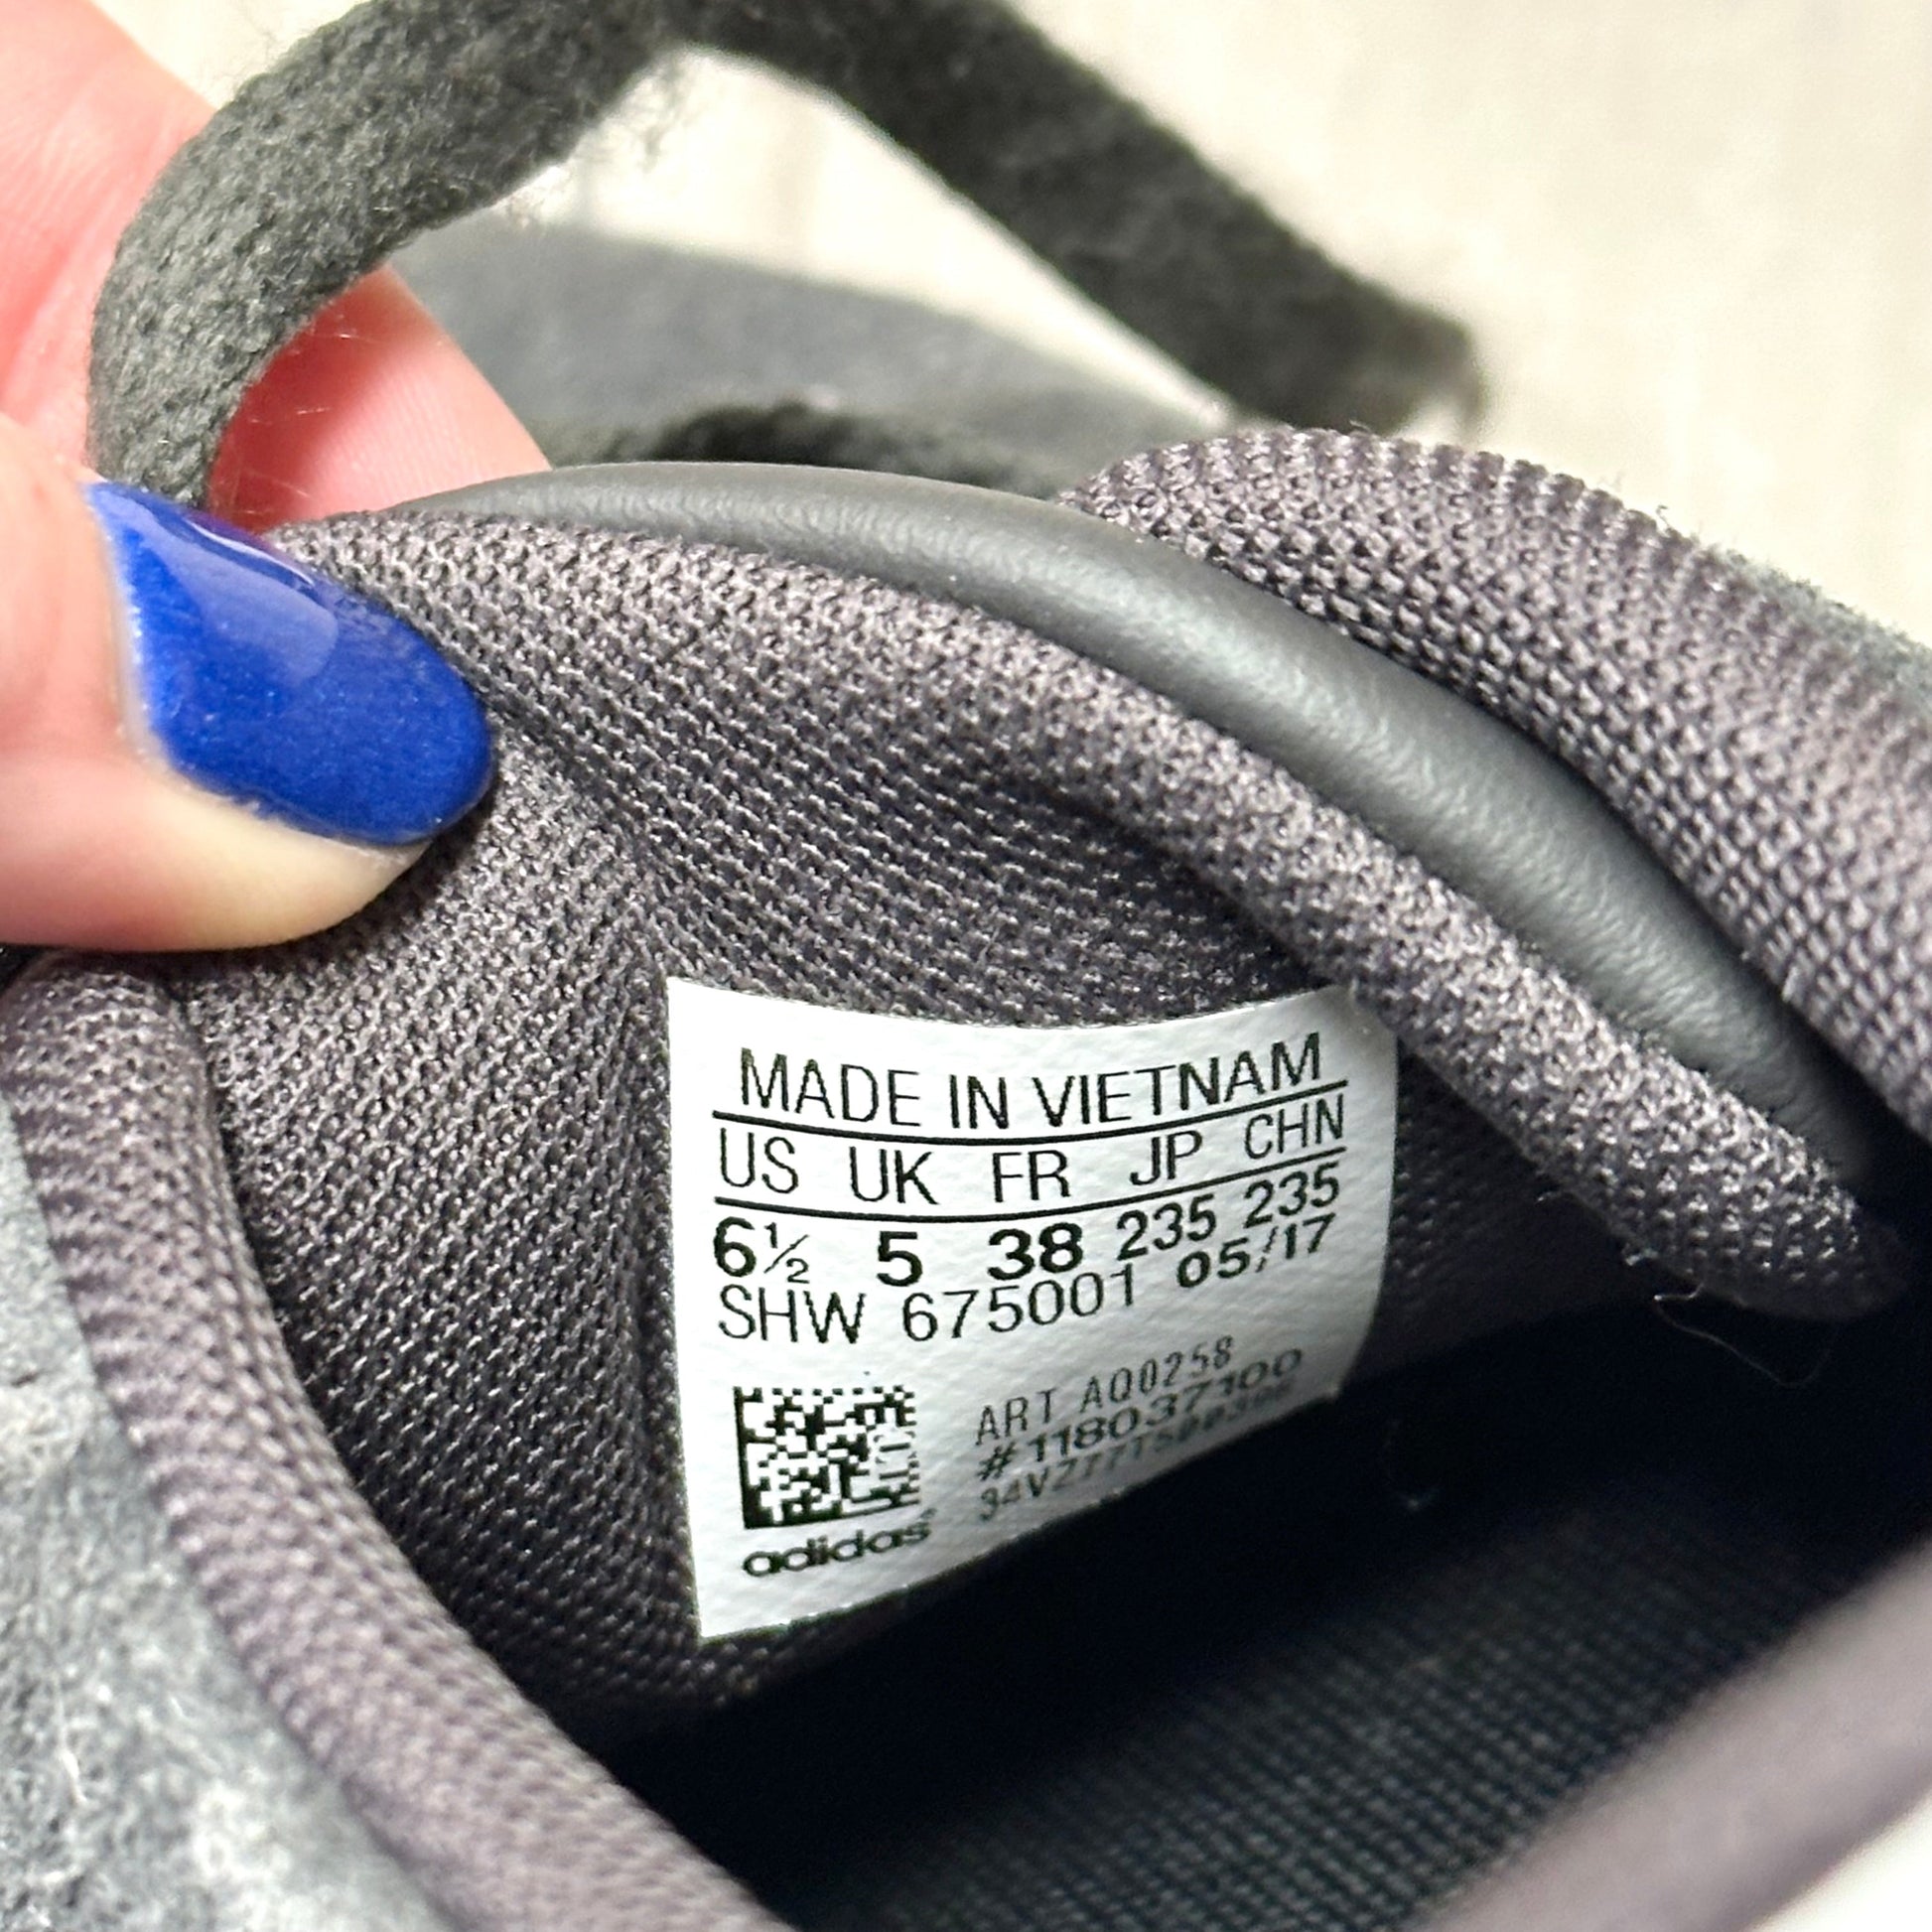 MADE IN VIETNAM
US UK FR JP CHN
6½ 5 38 235 235
SHW 675001 05/17
ART AQ0258
#118037100
adidas